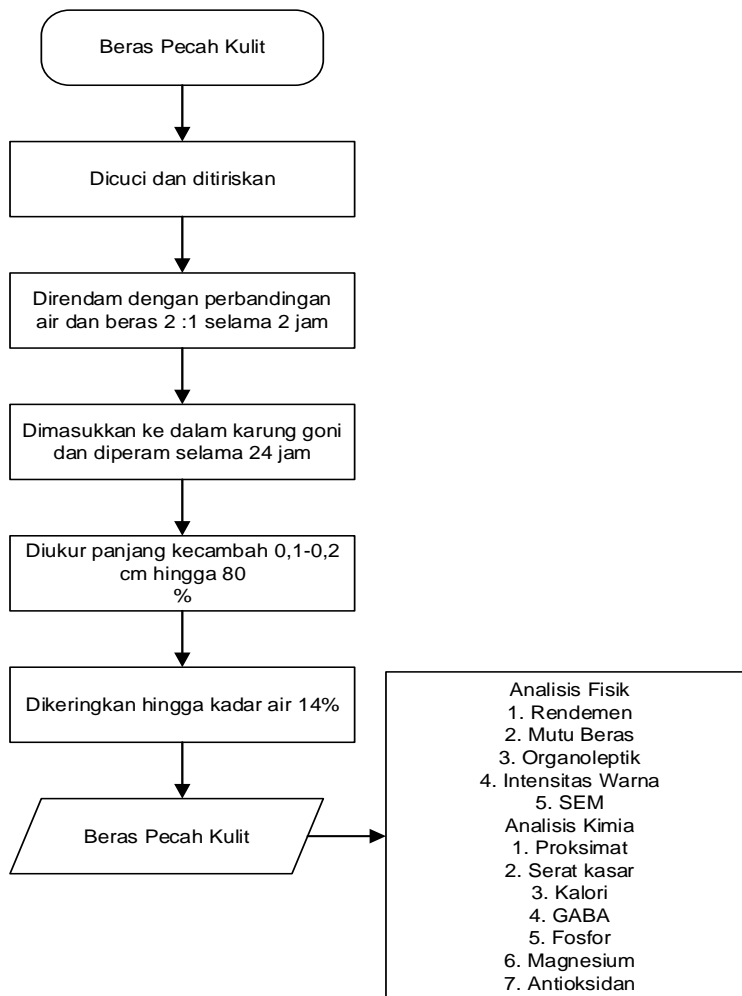 Beras Pecah Kulit
Dicuci dan ditiriskan
Direndam dengan perbandingan
air dan beras 2 :1 selama 2 jam
Dimasukkan ke dalam karung goni
dan diperam selama 24 jam
Diukur panjang kecambah 0,1-0,2
cm hingga 80
%
Dikeringkan hingga kadar air 14%
Beras Pecah Kulit
Analisis Fisik
1. Rendemen
2. Mutu Beras
3. Organoleptik
4. Intensitas Warna
5. SEM
Analisis Kimia
1. Proksimat
2. Serat kasar
3. Kalori
4. GABA
5. Fosfor
6. Magnesium
7. Antioksidan